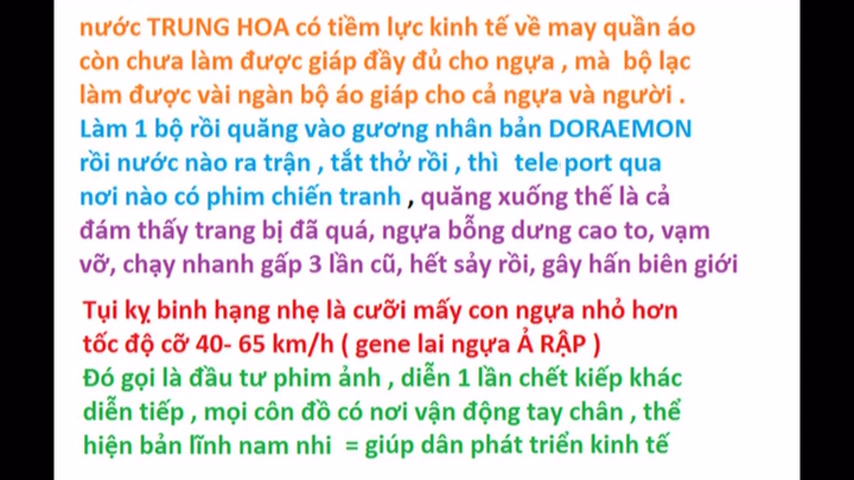 nước TRUNG HOA có tiềm lực kinh tế về may quần áo
còn chưa làm được giáp đầy đủ cho ngựa , mà bộ lạc
làm được vài ngàn bộ áo giáp cho cả ngựa và người .
Làm 1 bộ rồi quăng vào gương nhân bản DORAEMON
rồi nước nào ra trận , tắt thở rồi , thì tele port qua
nơi nào có phim chiến tranh , quăng xuống thế là cả
đám thấy trang bị đã quá, ngựa bỗng dưng cao to, vạm
vỡ, chạy nhanh gấp 3 lần cũ, hết sảy rồi, gây hấn biên giới
Tụi kỵ binh hạng nhẹ là cưỡi mấy con ngựa nhỏ hơn
tốc độ cỡ 40- 65 km/h ( gene lai ngựa Ả RẬP )
Đó gọi là đầu tư phim ảnh , diễn 1 lần chết kiếp khác
diễn tiếp , mọi côn đồ có nơi vận động tay chân , thể
hiện bản lĩnh nam nhi = giúp dân phát triển kinh tế